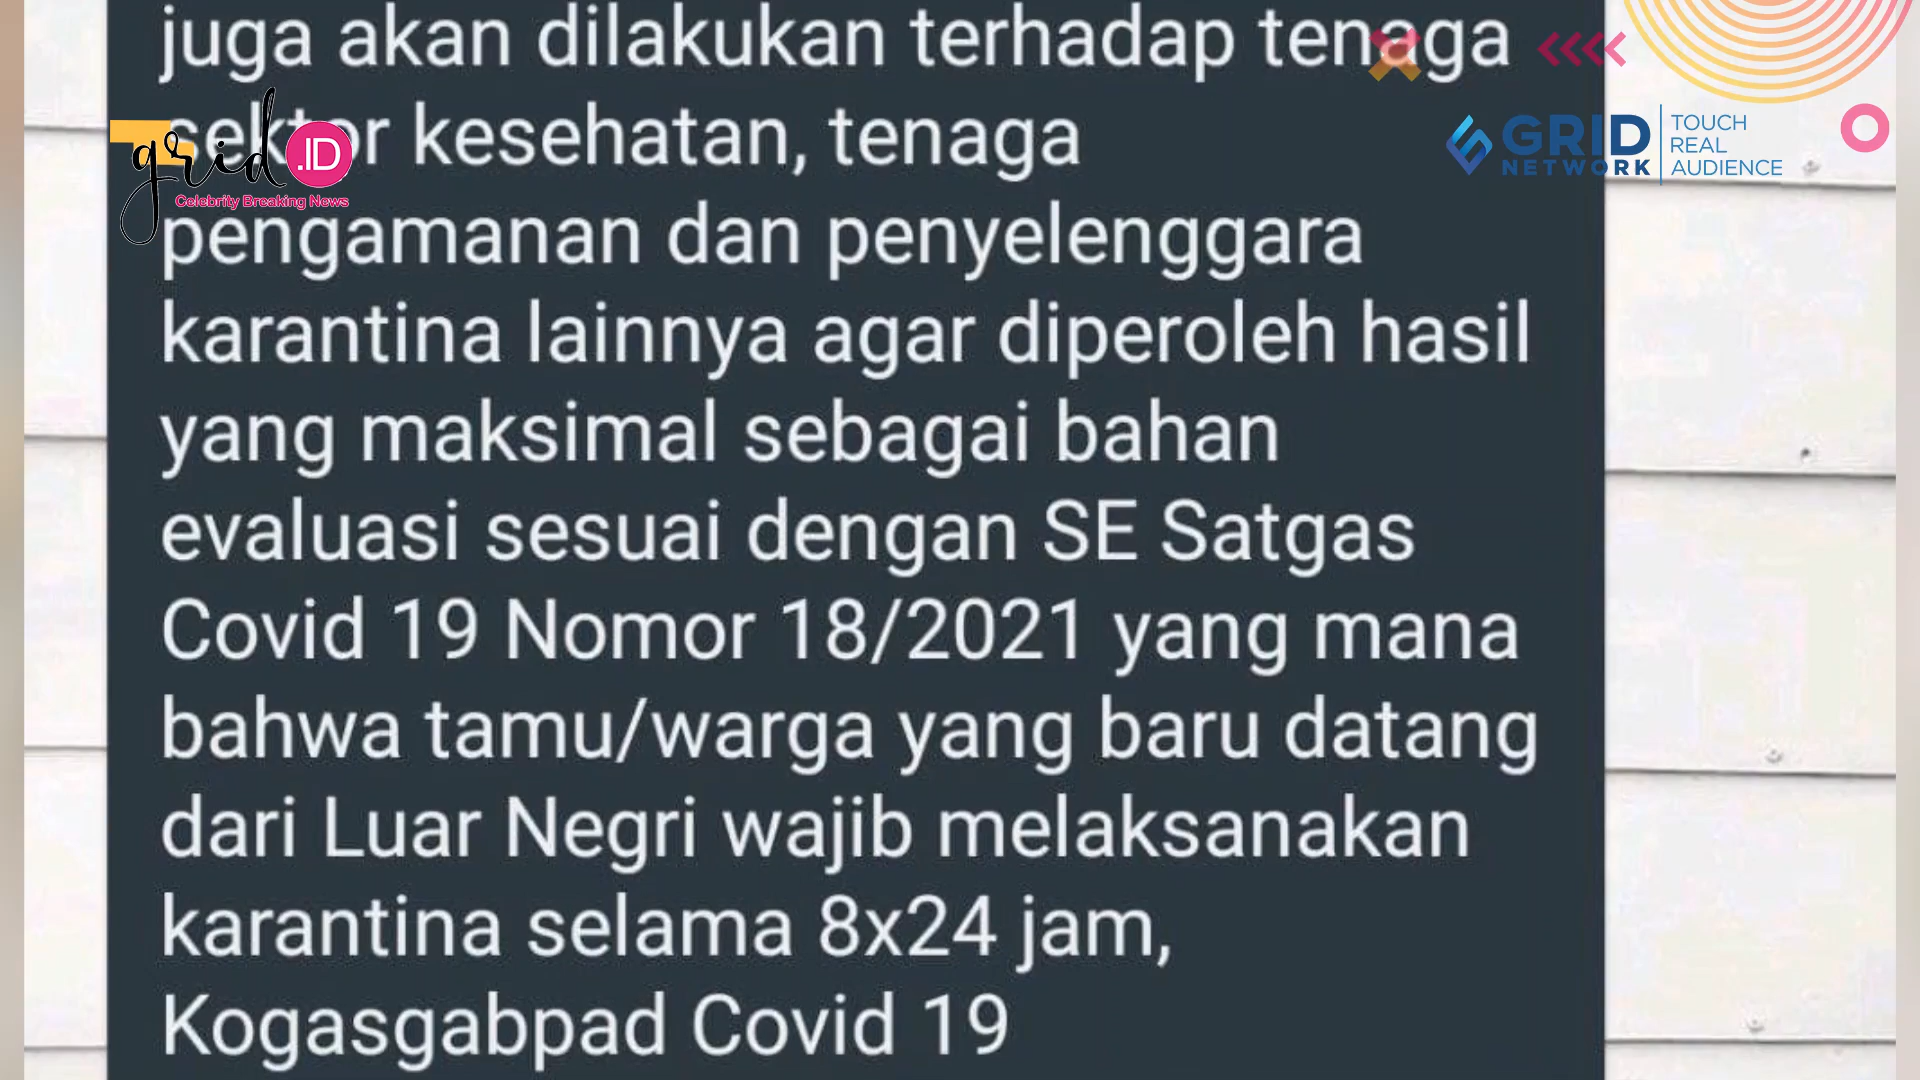 juga akan dilakukan terhadap tenaga
sektor kesehatan, tenaga
pengamanan dan penyelenggara
karantina lainnya agar diperoleh hasil
yang maksimal sebagai bahan
evaluasi sesuai dengan SE Satgas
Covid 19 Nomor 18/2021 yang mana
bahwa tamu/warga yang baru datang
dari Luar Negri wajib melaksanakan
karantina selama 8x24 jam,
Kogasgabpad Covid 19
grid.ID
Celebrity Breaking News
GRID
NETWORK
TOUCH
REAL
AUDIENCE